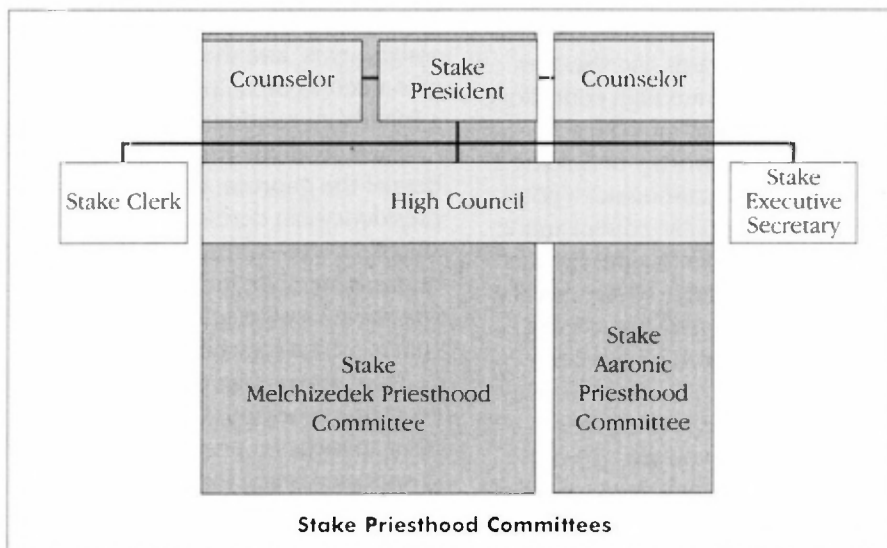 Counselor
Stake
President
Counselor
Stake Clerk
High Council
Stake
Executive
Secretary
Stake
Melchizedek Priesthood
Committee
Stake
Aaronic
Priesthood
Committee
Stake Priesthood Committees